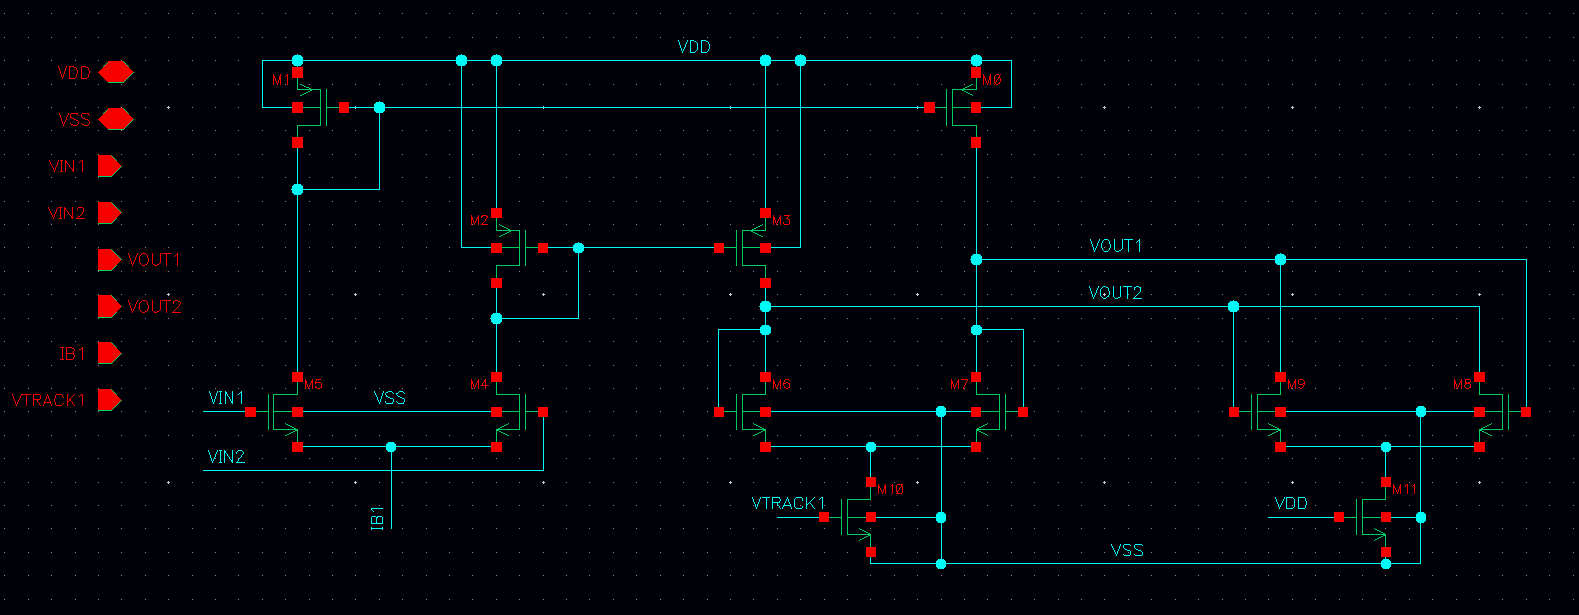 VDD
VDD
M1
MØ
VSS
VIN1
VIN2
M2
M3
VOUT1
VOUT1
VOUT2
VOUT2
IB1
VTRACK1
M5
M4
M6
M7
M9
M8
VIN1
VSS
VIN2
M10
M11
VTRACK1
VDD
IB1
VSS